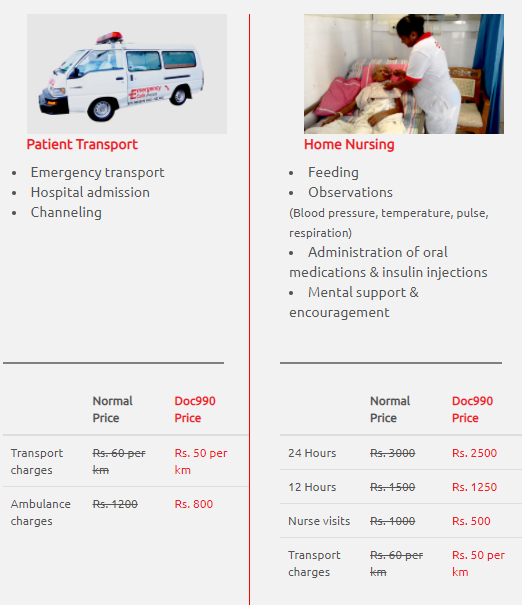 Emergency
Patient Transport
• Emergency transport
• Hospital admission
• Channeling
Normal
Price
Doc990
Price
Transport
charges
Rs. 60 per
km
Rs. 50 per
km
Ambulance
charges
Rs. 1200
Rs. 800
Home Nursing
• Feeding
• Observations
(Blood pressure, temperature, pulse,
respiration)
• Administration of oral
medications & insulin injections
• Mental support &
encouragement
Normal
Price
Doc990
Price
24 Hours
Rs. 3000
Rs. 2500
12 Hours
Rs. 1500
Rs. 1250
Nurse visits
Rs. 1000
Rs. 500
Transport
charges
Rs. 60 per
km
Rs. 50 per
km